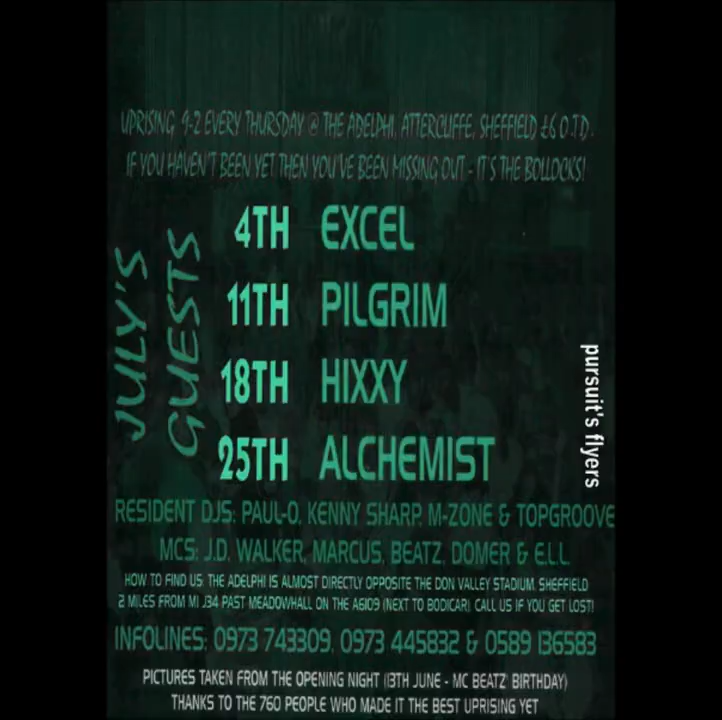 UPRISING 9-2 EVERY THURSDAY @ THE ADELPHI, ATTERCLIFFE, SHEFFIELD £6 O.T.D.
IF YOU HAVEN'T BEEN YET THEN YOU'VE BEEN MISSING OUT - IT'S THE BOLLOCKS!
JULY'S
GUESTS
4TH EXCEL
11TH PILGRIM
18TH HIXXY
25TH ALCHEMIST
pursuit's flyers
RESIDENT DJS: PAUL-O, KENNY SHARP, M-ZONE & TOPGROOVE
MCS: J.D. WALKER, MARCUS, BEATZ, DOMER & E.L.L.
HOW TO FIND US: THE ADELPHI IS ALMOST DIRECTLY OPPOSITE THE DON VALLEY STADIUM, SHEFFIELD
2 MILES FROM M1 J34 PAST MEADOWHALL ON THE A6109 (NEXT TO BODICAR) CALL US IF YOU GET LOST!
INFOLINES: 0973 743309, 0973 445832 & 0589 136583
PICTURES TAKEN FROM THE OPENING NIGHT (13TH JUNE - MC BEATZ' BIRTHDAY)
THANKS TO THE 760 PEOPLE WHO MADE IT THE BEST UPRISING YET